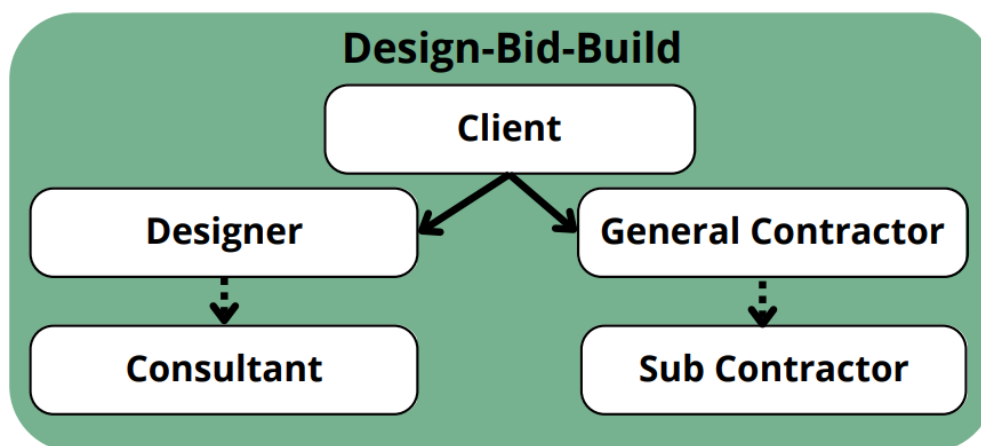 Design-Bid-Build
Client
Designer
General Contractor
Consultant
Sub Contractor